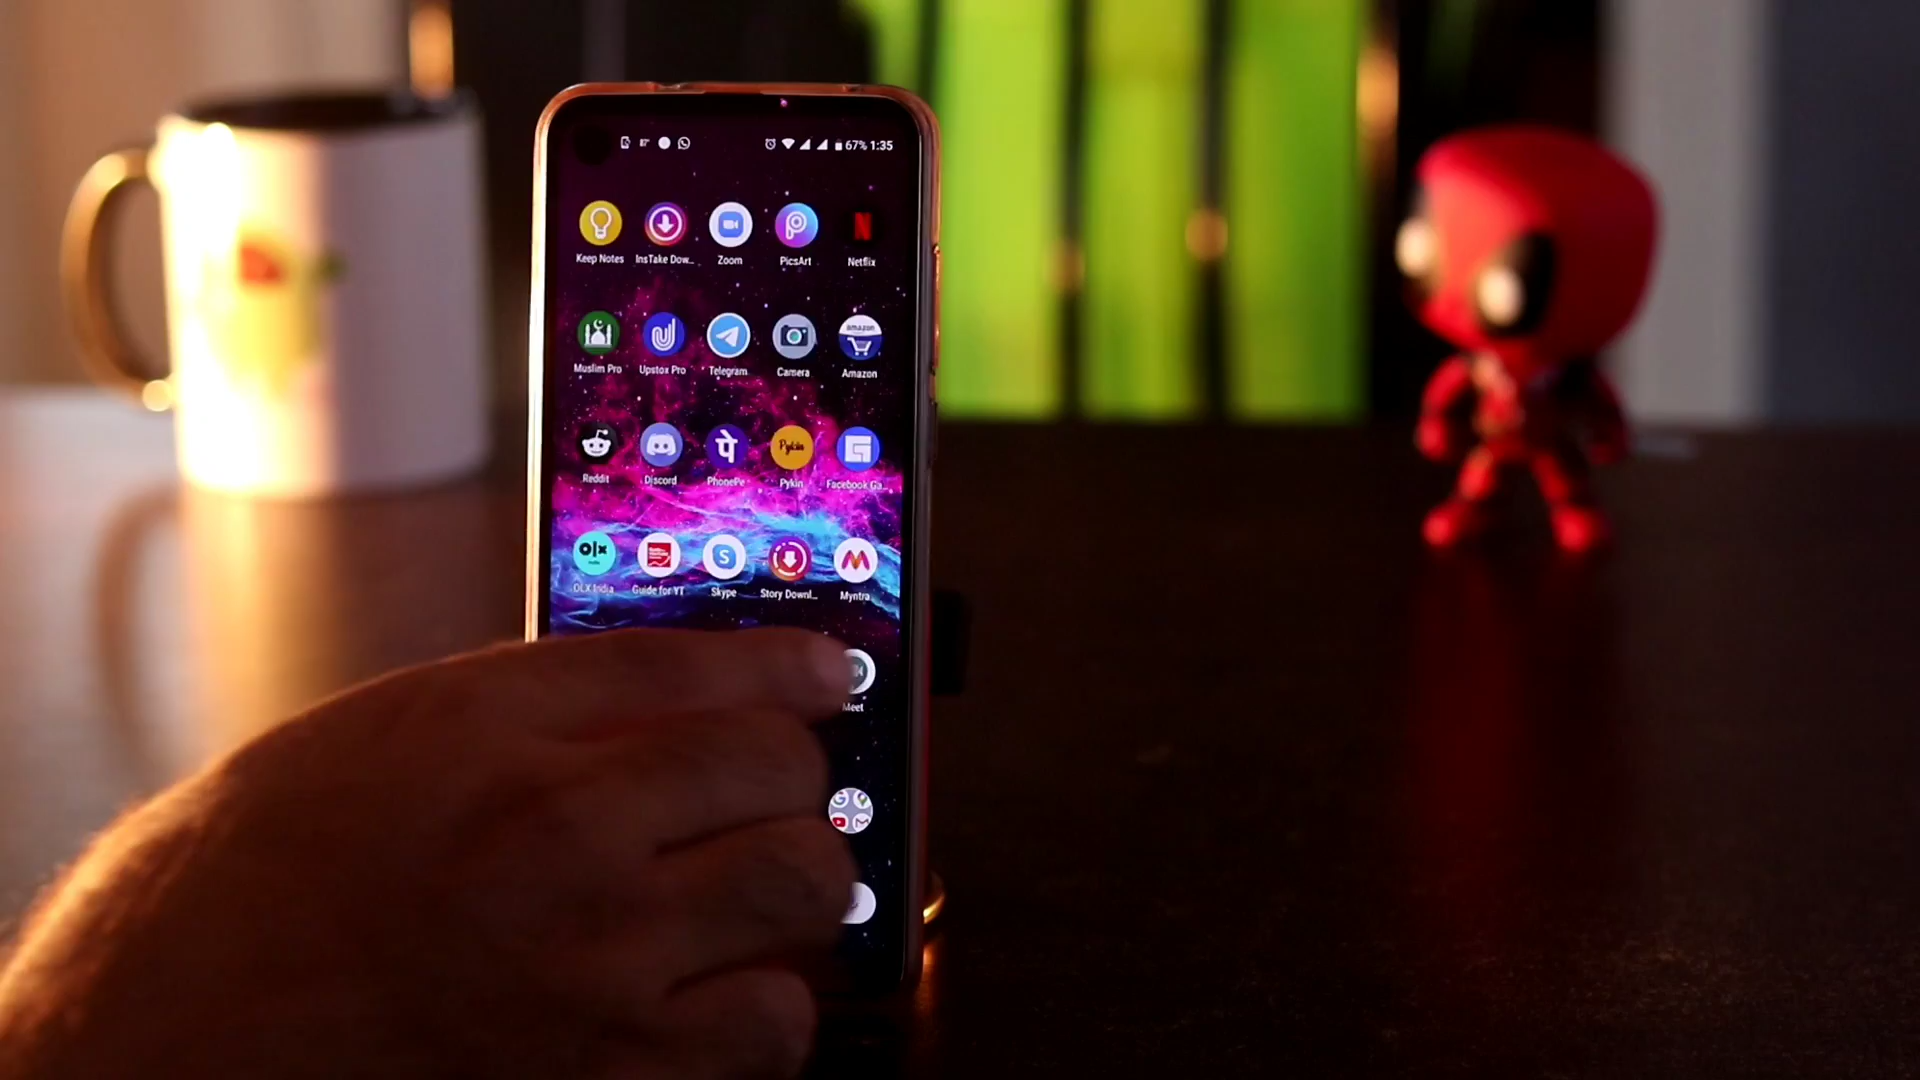 67% 1:35
Keep Notes InsTake Dow... Zoom PicsArt Netflix
Muslim Pro Upstox Pro Telegram Camera Amazon
amazon
Reddit Discord PhonePe Pykin Facebook Ga...
पे Pykin
OLX India Guide for YT Skype Story Downl... Myntra
olx
Meet